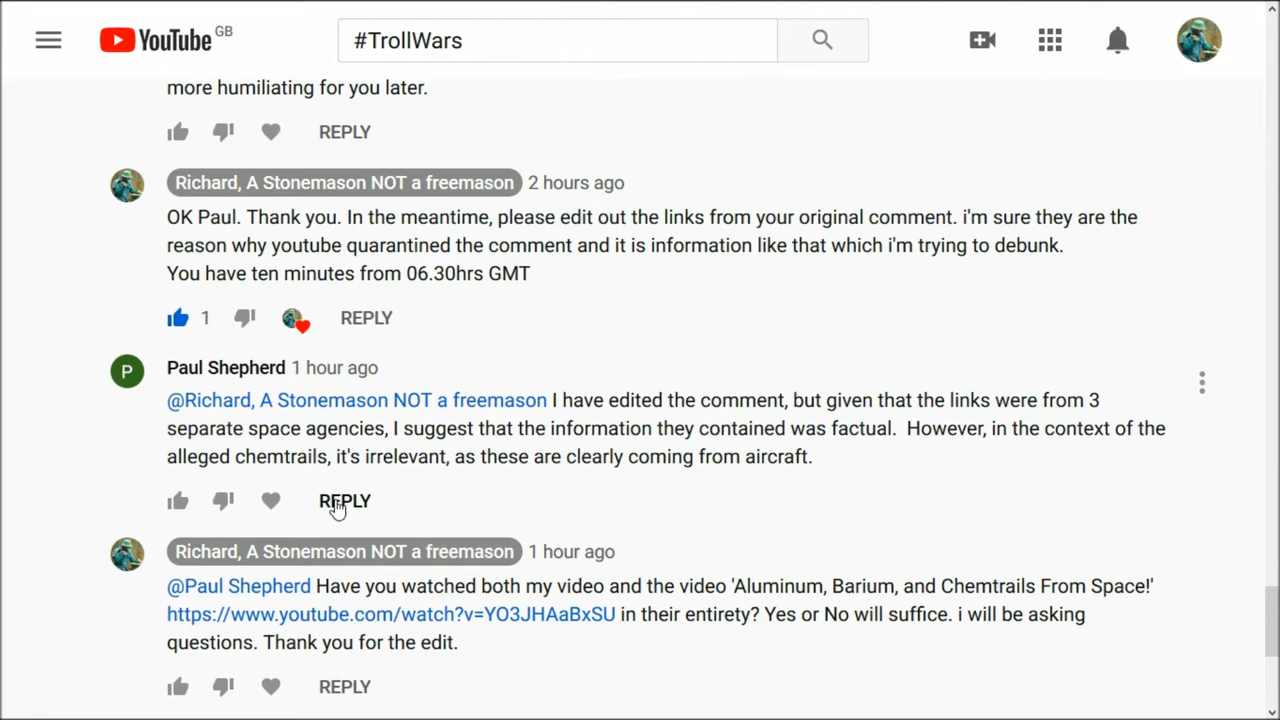 YouTube GB
#TrollWars
more humiliating for you later.
REPLY
Richard, A Stonemason NOT a freemason 2 hours ago
OK Paul. Thank you. In the meantime, please edit out the links from your original comment. i'm sure they are the
reason why youtube quarantined the comment and it is information like that which i'm trying to debunk.
You have ten minutes from 06.30hrs GMT
1 REPLY
P Paul Shepherd 1 hour ago
@Richard, A Stonemason NOT a freemason I have edited the comment, but given that the links were from 3
separate space agencies, I suggest that the information they contained was factual. However, in the context of the
alleged chemtrails, it's irrelevant, as these are clearly coming from aircraft.
REPLY
Richard, A Stonemason NOT a freemason 1 hour ago
@Paul Shepherd Have you watched both my video and the video 'Aluminum, Barium, and Chemtrails From Space!'
https://www.youtube.com/watch?v=YO3JHAaBxSU in their entirety? Yes or No will suffice. i will be asking
questions. Thank you for the edit.
REPLY